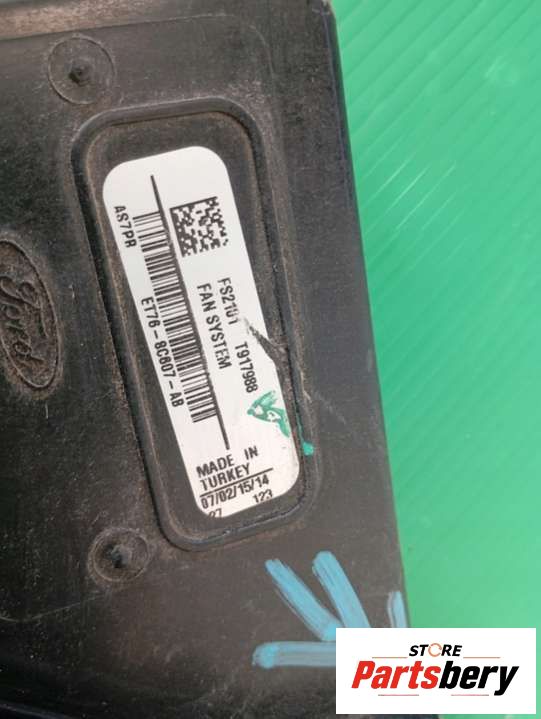 Ford
AS7PR
ET76-8C607-AB
FS2101 T917988
FAN SYSTEM
MADE IN
TURKEY
07/02/15/14
27 123
STORE
Partsbery